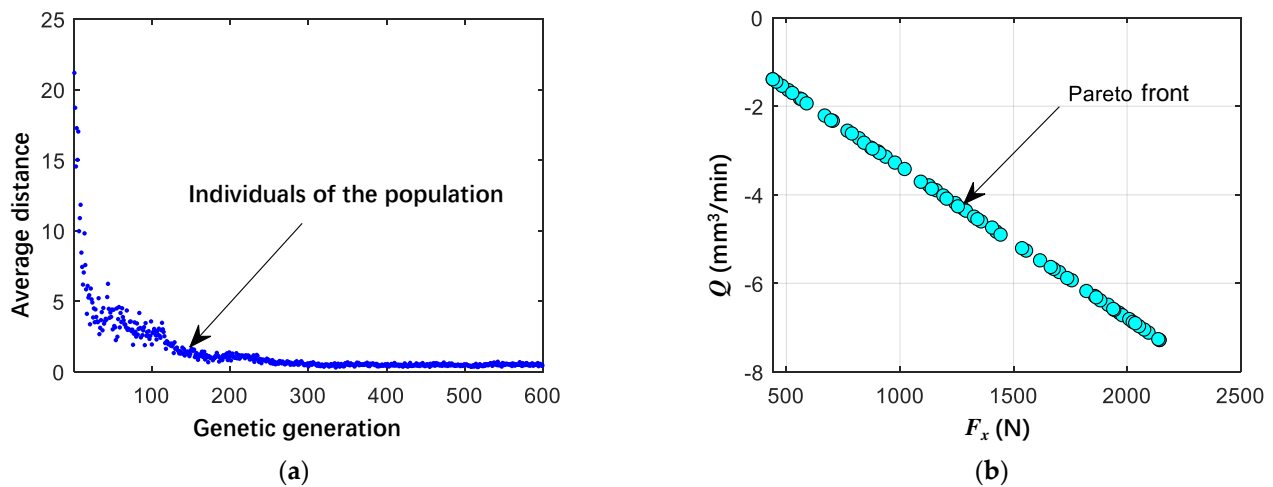 25
20
15
10
5
0
Average distance
Individuals of the population
100
200
300
400
500
600
Genetic generation
(a)
0
-2
-4
-6
-8
Q (mm³/min)
Pareto front
500
1000
1500
2000
2500
Fₓ (N)
(b)